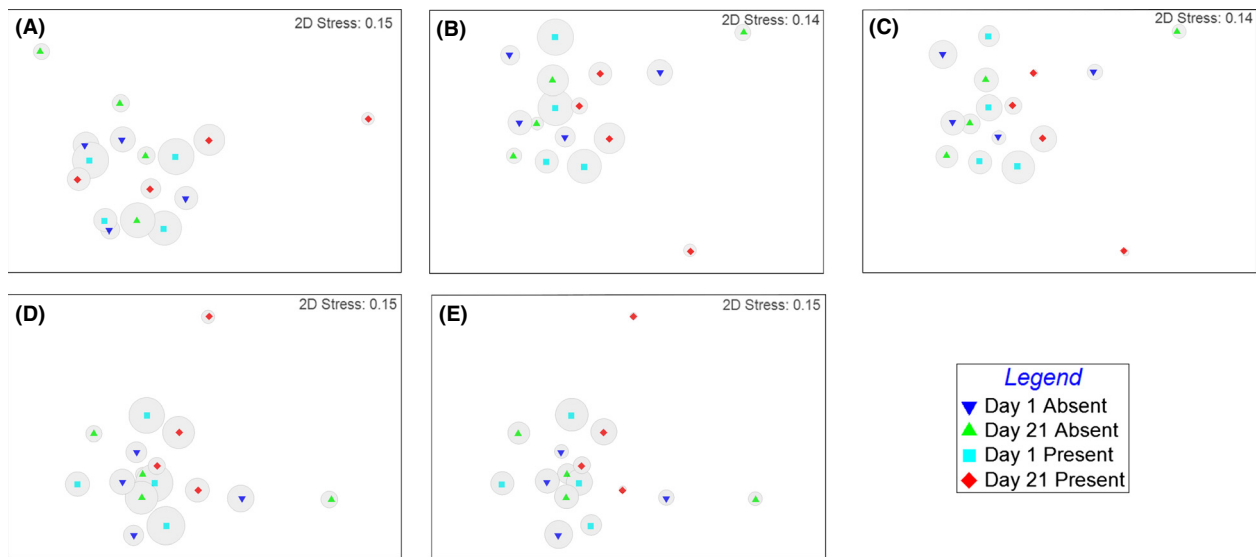 (A)
2D Stress: 0.15
(B)
2D Stress: 0.14
(C)
2D Stress: 0.14
(D)
2D Stress: 0.15
(E)
2D Stress: 0.15
Legend
Day 1 Absent
Day 21 Absent
Day 1 Present
Day 21 Present